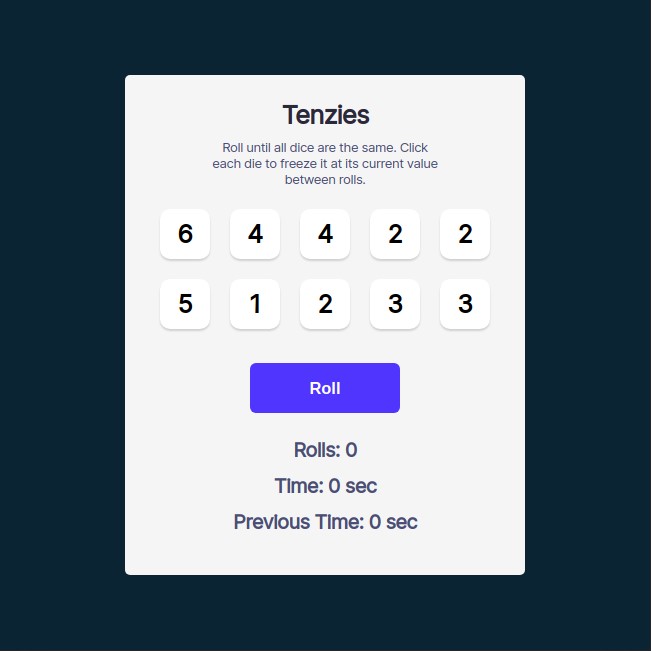 Tenzies
Roll until all dice are the same. Click
each die to freeze it at its current value
between rolls.
6 4 4 2 2
5 1 2 3 3
Roll
Rolls: 0
Time: 0 sec
Previous Time: 0 sec